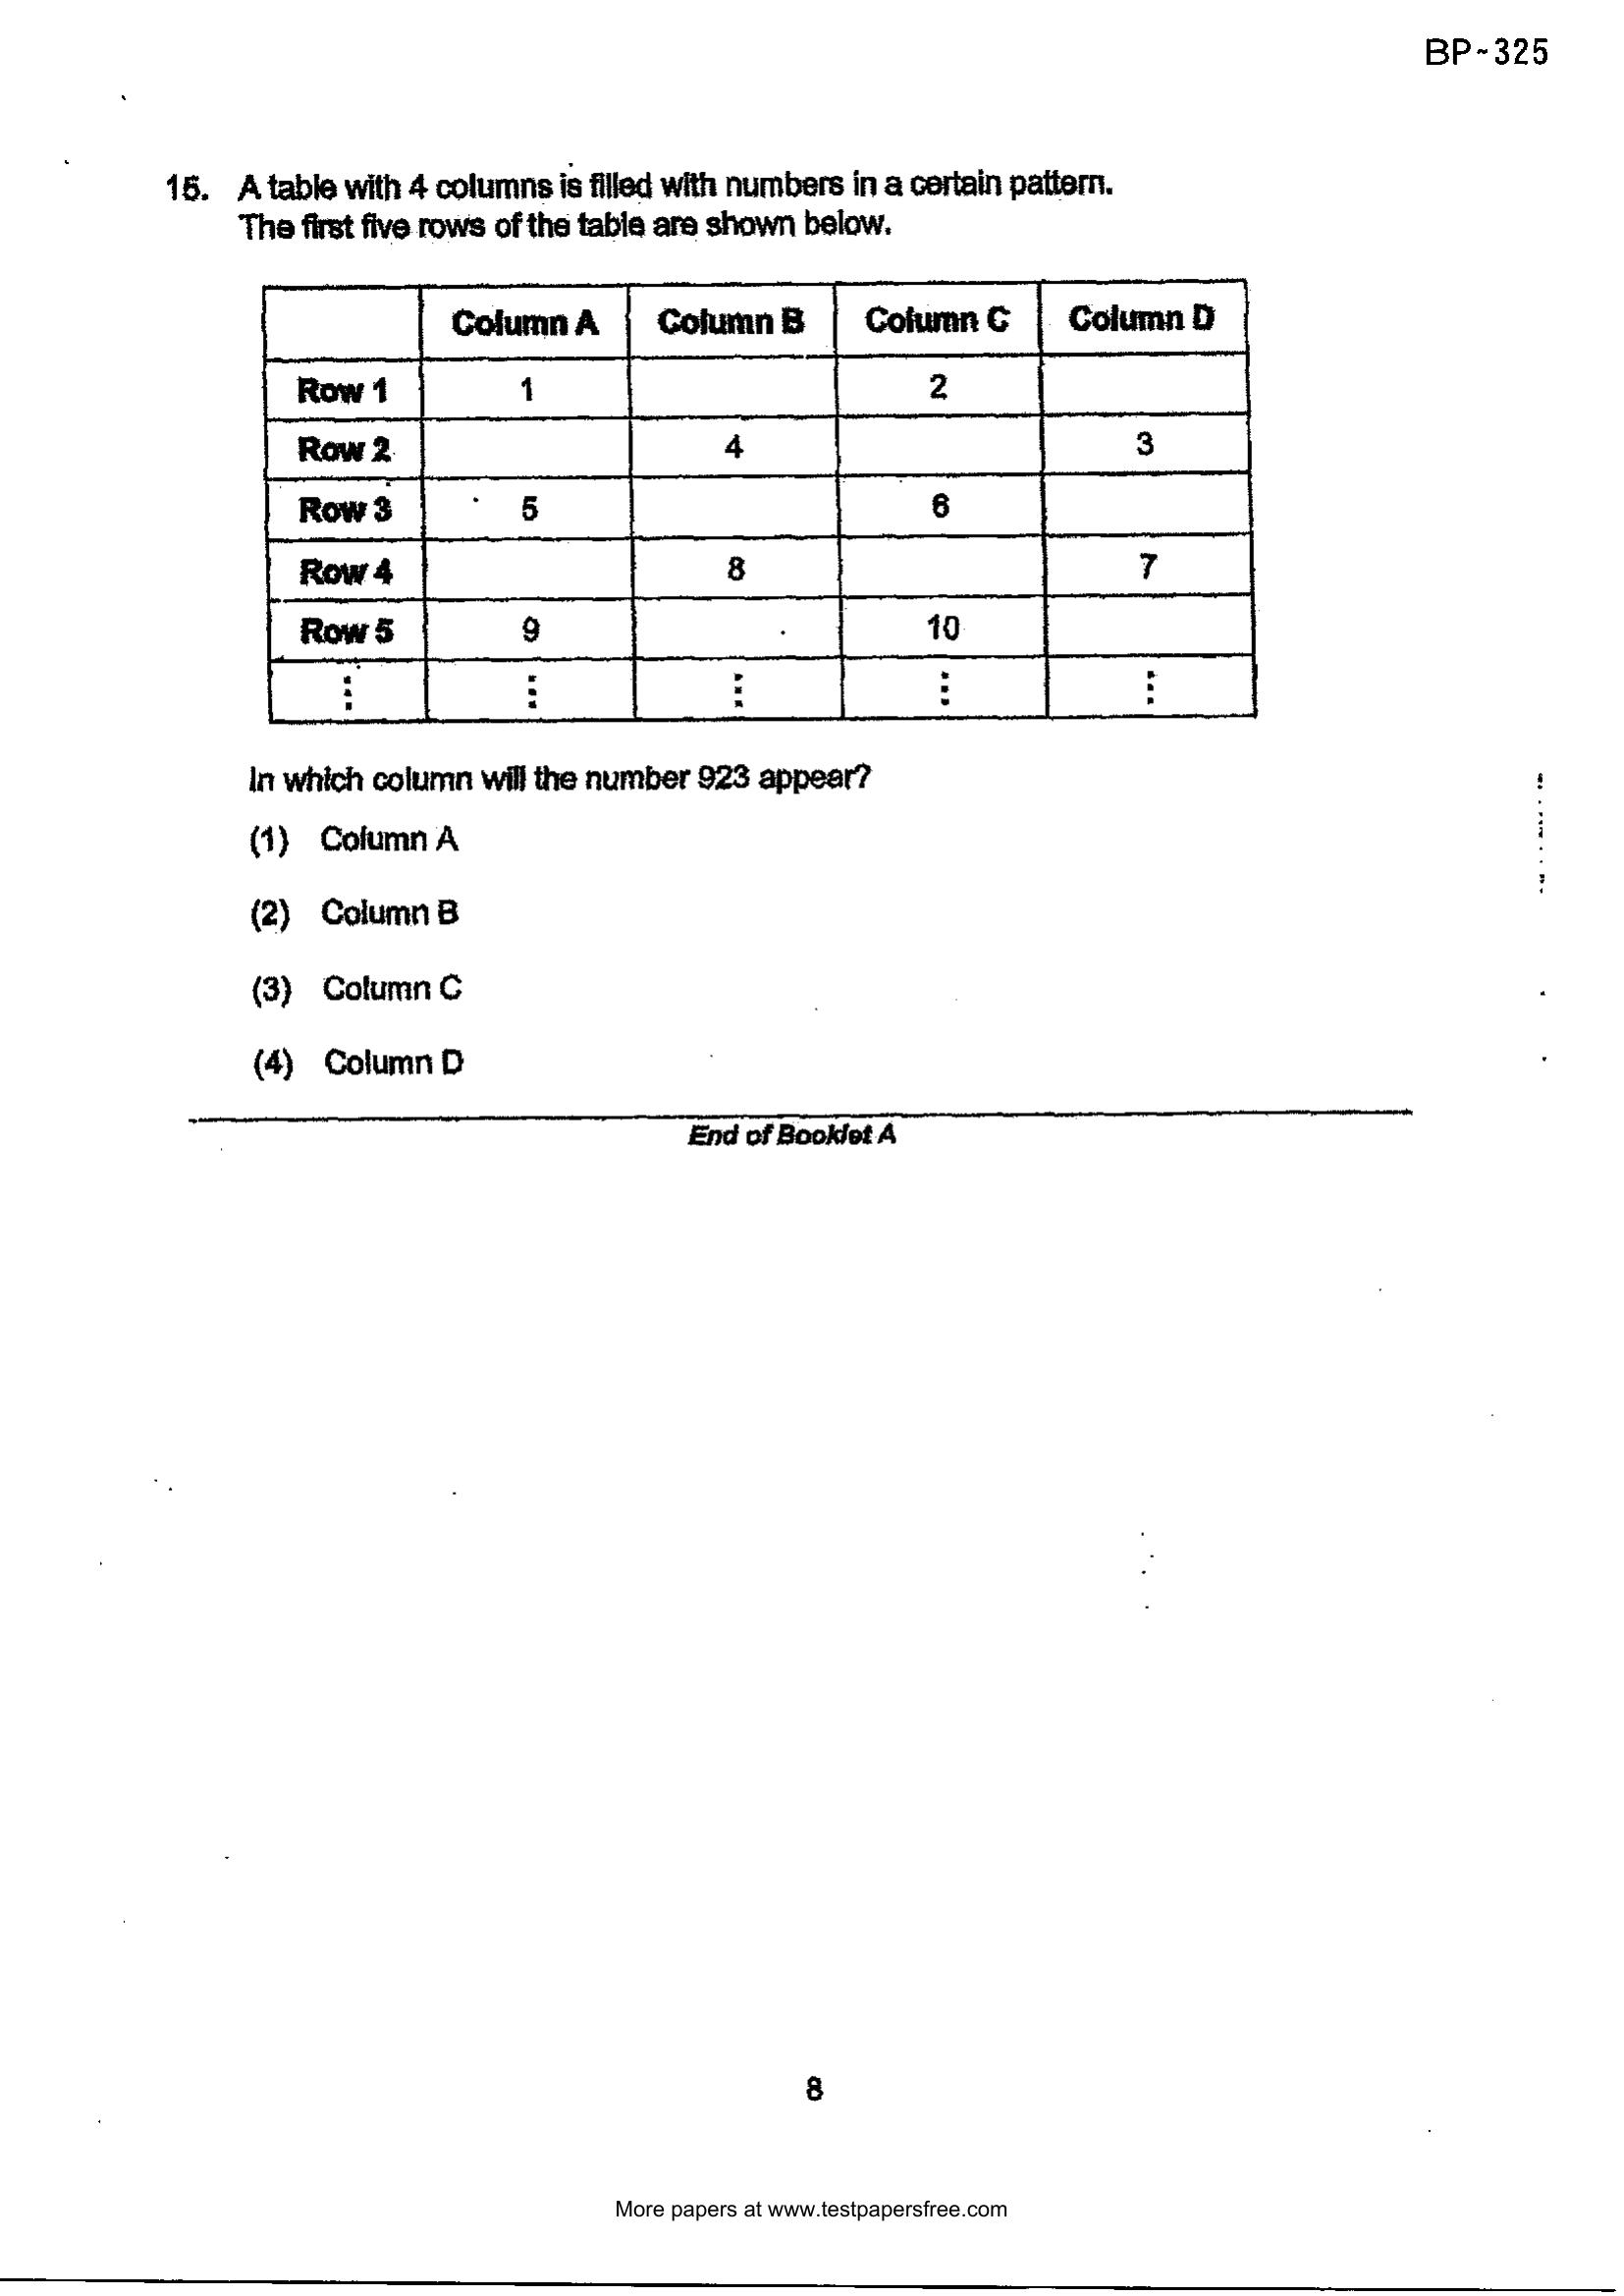 BP-325
15. A table with 4 columns is filled with numbers in a certain pattern.
The first five rows of the table are shown below.
Column A Column B Column C Column D
Row 1 1 2
Row 2 4 3
Row 3 5 6
Row 4 8 7
Row 5 9 10
⋮ ⋮ ⋮ ⋮ ⋮
In which column will the number 923 appear?
(1) Column A
(2) Column B
(3) Column C
(4) Column D
End of Booklet A
8
More papers at www.testpapersfree.com